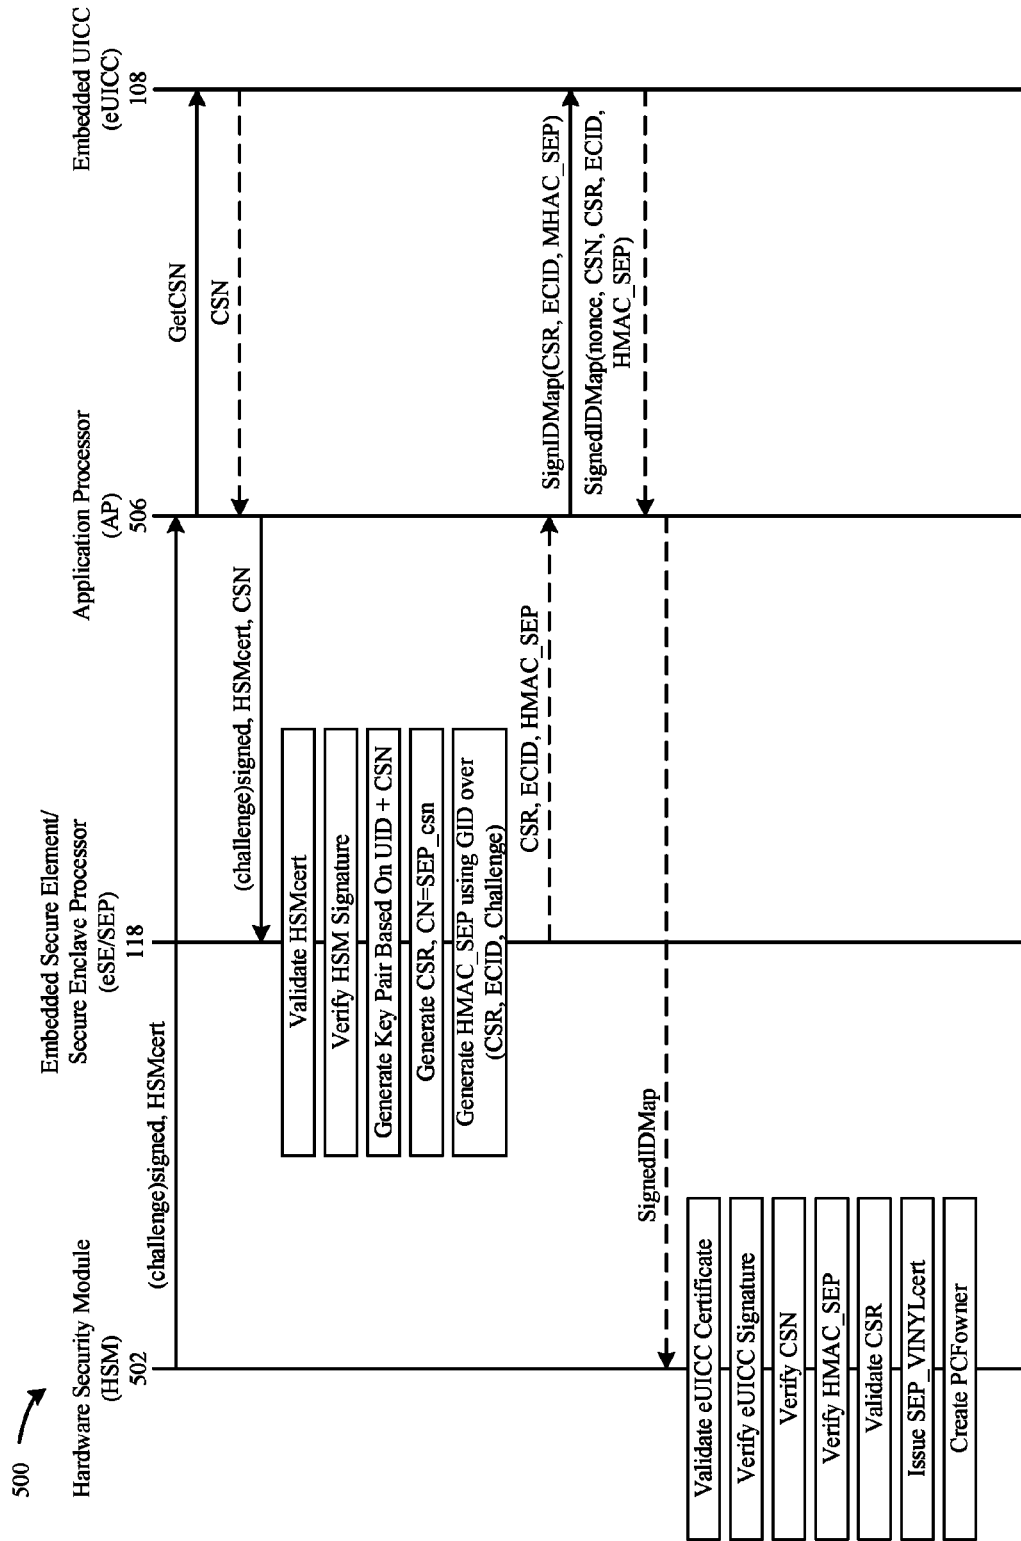 500
Hardware Security Module
(HSM)
502
Embedded Secure Element/
Secure Enclave Processor
(eSE/SEP)
118
Application Processor
(AP)
506
Embedded UICC
(eUICC)
108
(challenge)signed, HSMcert
GetCSN
CSN
(challenge)signed, HSMcert, CSN
Validate HSMcert
Verify HSM Signature
Generate Key Pair Based On UID + CSN
Generate CSR, CN=SEP_csn
Generate HMAC_SEP using GID over
(CSR, ECID, Challenge)
CSR, ECID, HMAC_SEP
SignIDMap(CSR, ECID, MHAC_SEP)
SignedIDMap(nonce, CSN, CSR, ECID,
HMAC_SEP)
SignedIDMap
Validate eUICC Certificate
Verify eUICC Signature
Verify CSN
Verify HMAC_SEP
Validate CSR
Issue SEP_VINYLcert
Create PCFowner